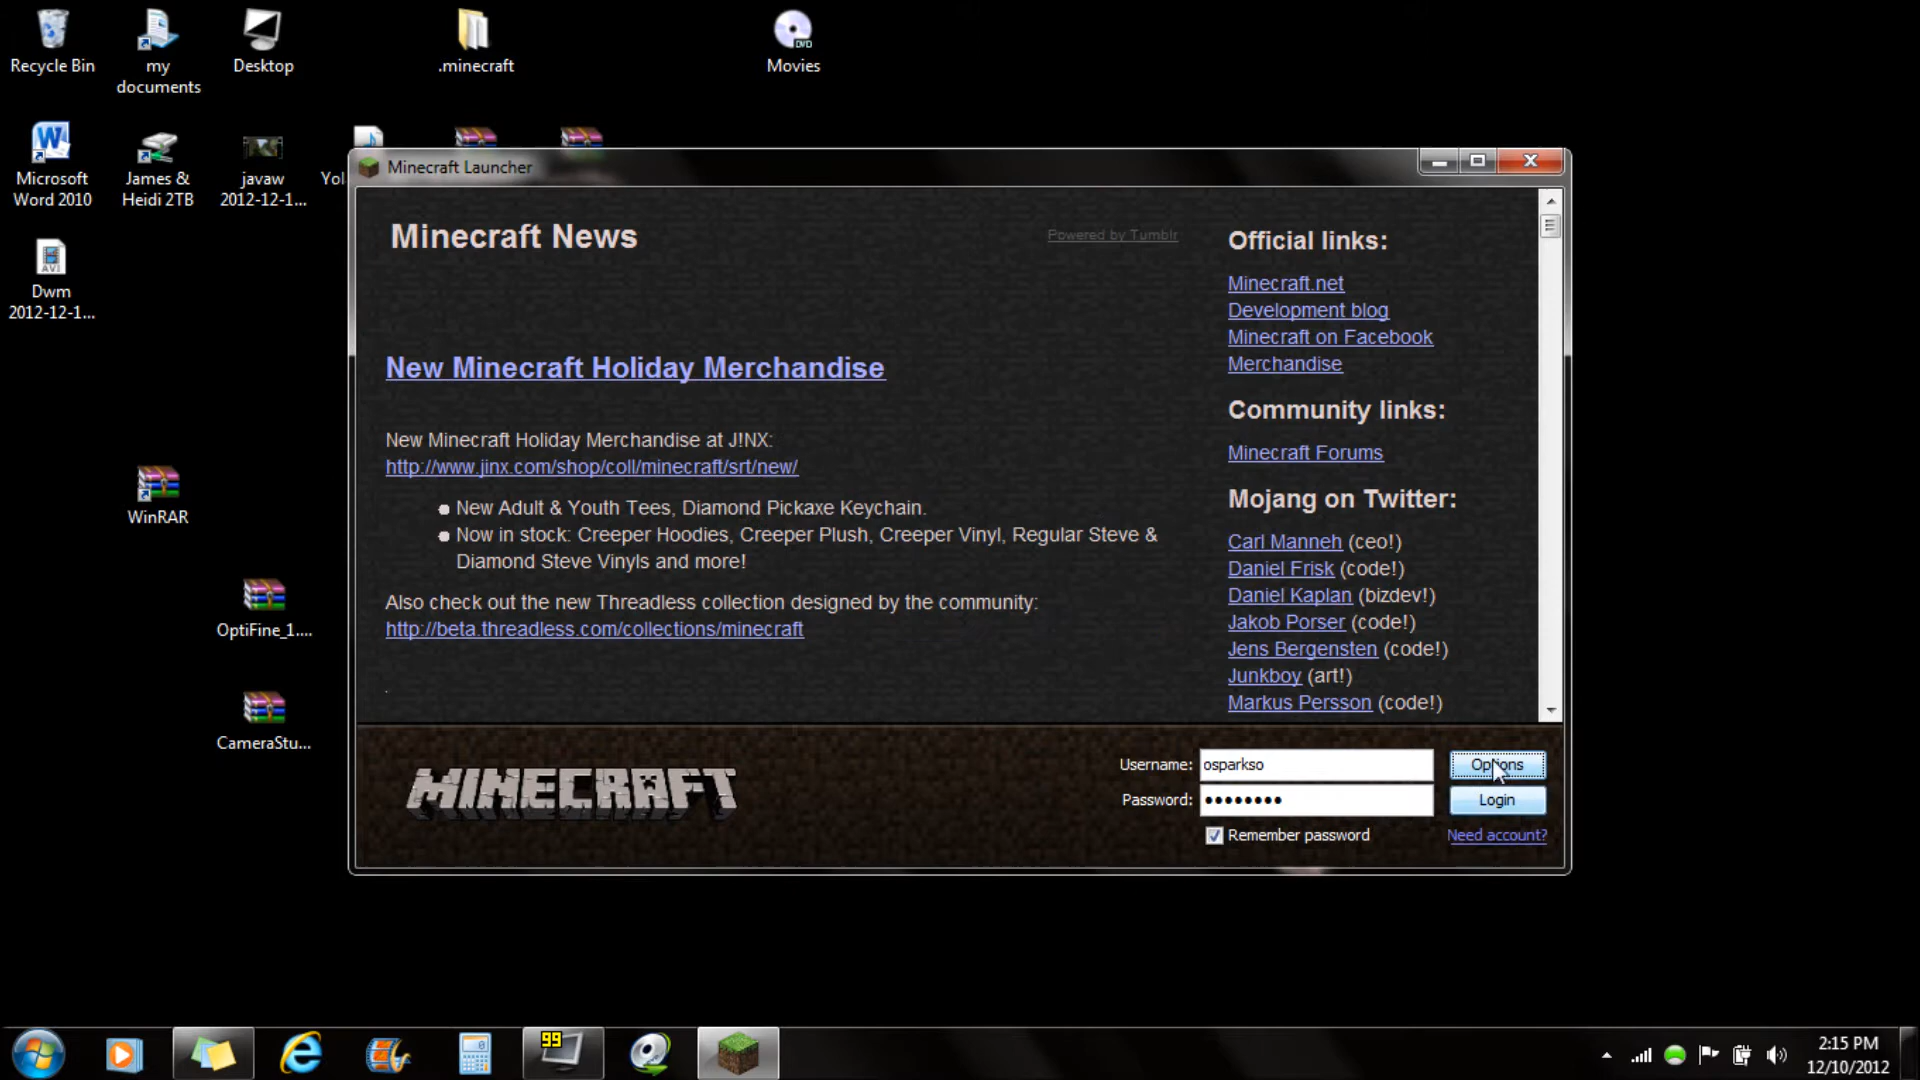 Recycle Bin
my documents
Desktop
.minecraft
Movies
Microsoft Word 2010
James & Heidi 2TB
javaw 2012-12-1...
Yol
Dwm 2012-12-1...
WinRAR
OptiFine_1....
CameraStu...
Minecraft Launcher
Minecraft News
Powered by Tumblr
New Minecraft Holiday Merchandise
New Minecraft Holiday Merchandise at J!NX:
http://www.jinx.com/shop/coll/minecraft/srt/new/
New Adult & Youth Tees, Diamond Pickaxe Keychain.
Now in stock: Creeper Hoodies, Creeper Plush, Creeper Vinyl, Regular Steve &
Diamond Steve Vinyls and more!
Also check out the new Threadless collection designed by the community:
http://beta.threadless.com/collections/minecraft
Official links:
Minecraft.net
Development blog
Minecraft on Facebook
Merchandise
Community links:
Minecraft Forums
Mojang on Twitter:
Carl Manneh (ceo!)
Daniel Frisk (code!)
Daniel Kaplan (bizdev!)
Jakob Porser (code!)
Jens Bergensten (code!)
Junkboy (art!)
Markus Persson (code!)
MINECRAFT
Username: osparkso
Options
Password: ••••••••
Login
Remember password
Need account?
99
2:15 PM
12/10/2012